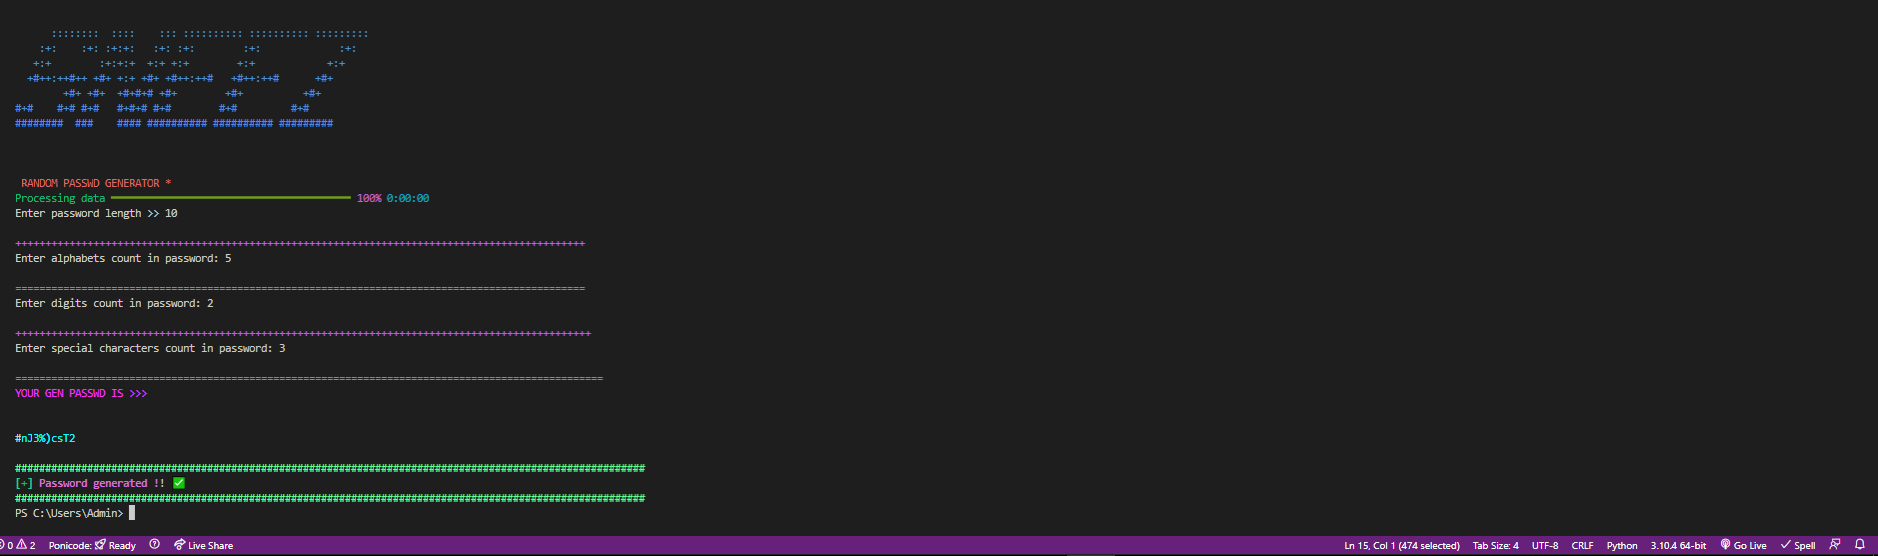 ::::::::  ::::    ::: :::::::::: :::::::::: :::::::::
    :+:    :+: :+:+:   :+: :+:        :+:             :+:
   +:+        :+:+:+  +:+ +:+        +:+            +:+
  +#++:++#++ +#+ +:+ +#+ +#++:++#   +#++:++#      +#+
        +#+ +#+  +#+#+# +#+        +#+          +#+
#+#    #+# #+#   #+#+# #+#        #+#         #+#
########  ###    #### ########## ########## #########
RANDOM PASSWD GENERATOR *
Processing data 100% 0:00:00
Enter password length >> 10
+++++++++++++++++++++++++++++++++++++++++++++++++++++++++++++++++++++++++++++++++++++++++++++++
Enter alphabets count in password: 5
===============================================================================================
Enter digits count in password: 2
++++++++++++++++++++++++++++++++++++++++++++++++++++++++++++++++++++++++++++++++++++++++++++++++
Enter special characters count in password: 3
==================================================================================================
YOUR GEN PASSWD IS >>>
#nJ3%)csT2
#########################################################################################################
[+] Password generated !! ✅
#########################################################################################################
PS C:\Users\Admin>
0 2 Ponicode: Ready Live Share Ln 15, Col 1 (474 selected) Tab Size: 4 UTF-8 CRLF Python 3.10.4 64-bit Go Live Spell